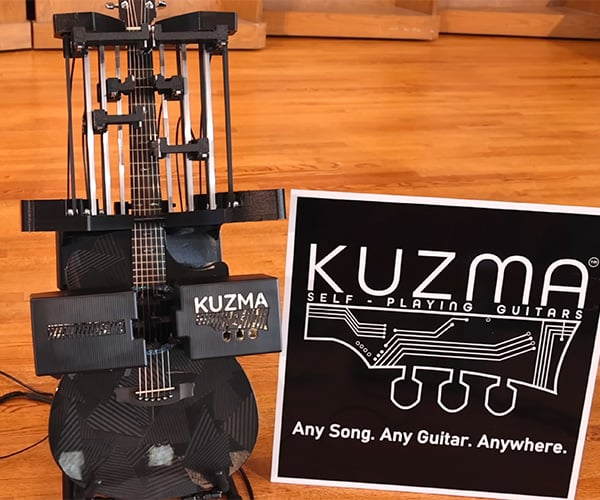 KUZMA
KUZMA
SELF - PLAYING GUITARS
Any Song. Any Guitar. Anywhere.